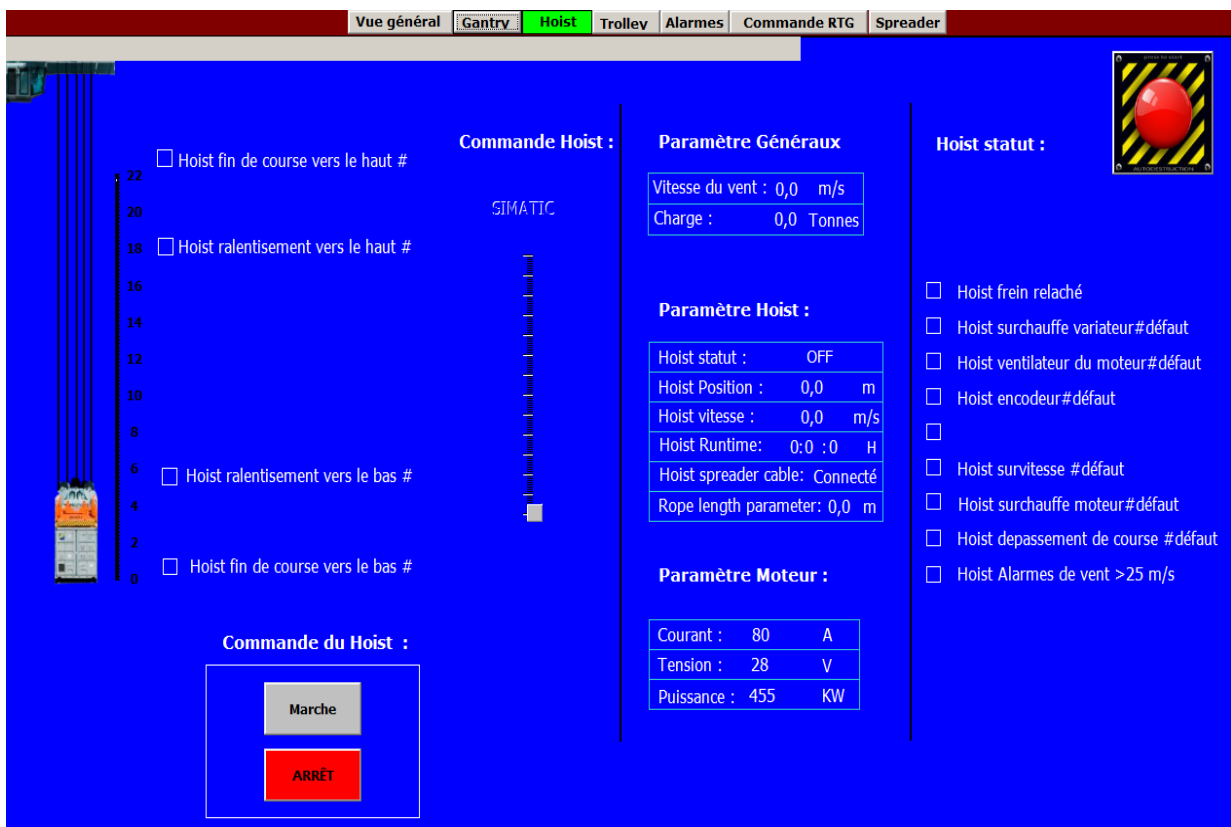 Vue général Gantry Hoist Trolley Alarmes Commande RTG Spreader
press to start
AUTODESTRUCTION
Hoist fin de course vers le haut #
Hoist ralentisement vers le haut #
Hoist ralentisement vers le bas #
Hoist fin de course vers le bas #
22
20
18
16
14
12
10
8
6
4
2
0
Commande du Hoist :
Marche
ARRÊT
Commande Hoist :
SIMATIC
Paramètre Généraux
Vitesse du vent : 0,0 m/s
Charge : 0,0 Tonnes
Paramètre Hoist :
Hoist statut : OFF
Hoist Position : 0,0 m
Hoist vitesse : 0,0 m/s
Hoist Runtime: 0:0 :0 H
Hoist spreader cable: Connecté
Rope length parameter: 0,0 m
Paramètre Moteur :
Courant : 80 A
Tension : 28 V
Puissance : 455 KW
Hoist statut :
Hoist frein relaché
Hoist surchauffe variateur#défaut
Hoist ventilateur du moteur#défaut
Hoist encodeur#défaut
Hoist survitesse #défaut
Hoist surchauffe moteur#défaut
Hoist depassement de course #défaut
Hoist Alarmes de vent >25 m/s